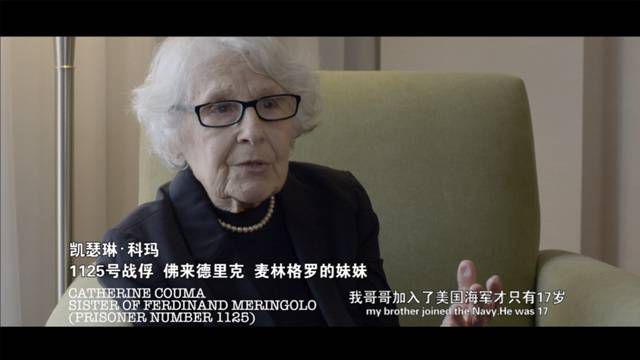 凯瑟琳·科玛
1125号战俘 佛来德里克 麦林格罗的妹妹
CATHERINE COUMA
SISTER OF FERDINAND MERINGOLO
(PRISONER NUMBER 1125)
我哥哥加入了美国海军才只有17岁
my brother joined the Navy.He was 17